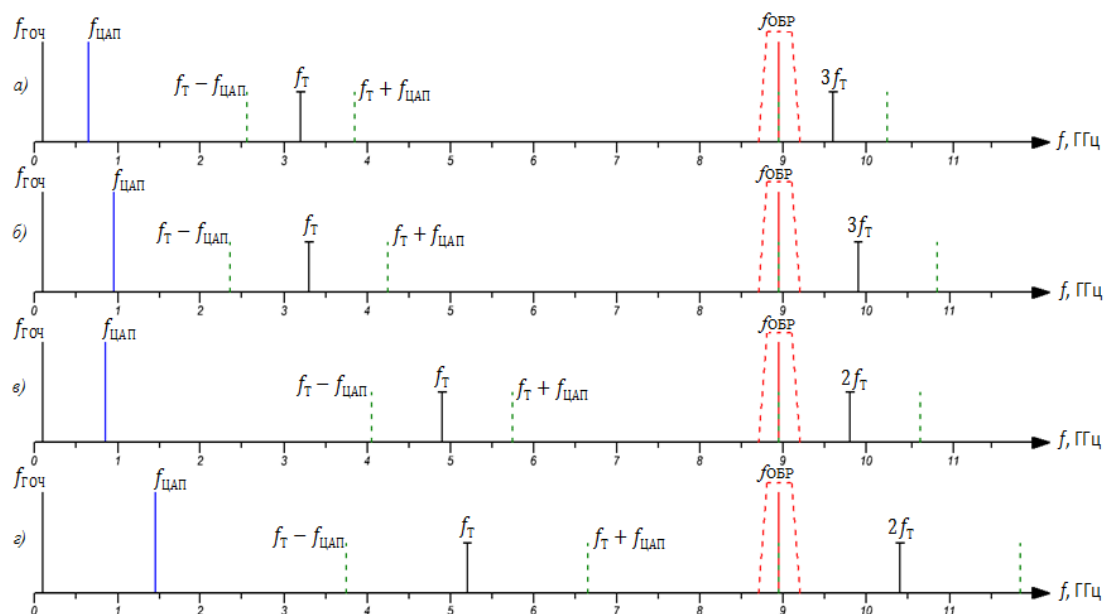 fГОЧ fЦАП fОБР
а) fТ − fЦАП fТ fТ + fЦАП 3fТ
0 1 2 3 4 5 6 7 8 9 10 11 f, ГГц
fГОЧ fЦАП fОБР
б) fТ − fЦАП fТ fТ + fЦАП 3fТ
0 1 2 3 4 5 6 7 8 9 10 11 f, ГГц
fГОЧ fЦАП fОБР
в) fТ − fЦАП fТ fТ + fЦАП 2fТ
0 1 2 3 4 5 6 7 8 9 10 11 f, ГГц
fГОЧ fЦАП fОБР
г) fТ − fЦАП fТ fТ + fЦАП 2fТ
0 1 2 3 4 5 6 7 8 9 10 11 f, ГГц